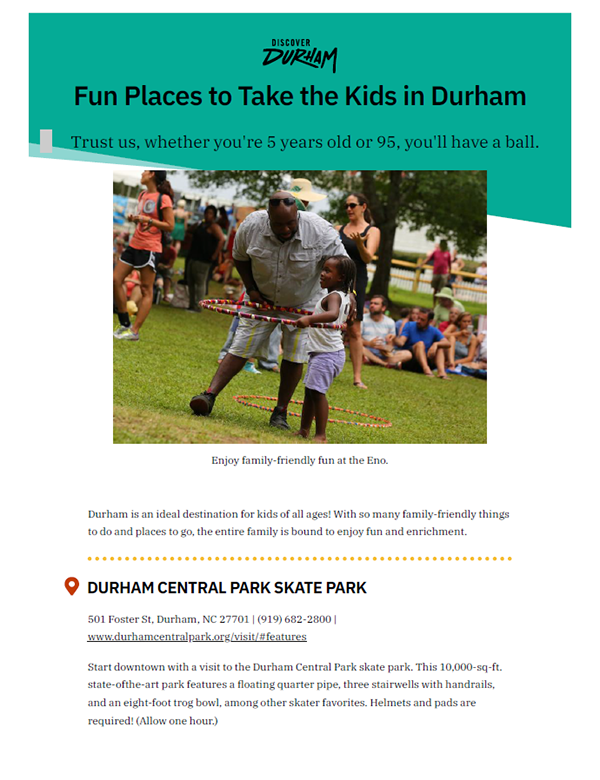 DISCOVER
DURHAM
Fun Places to Take the Kids in Durham
Trust us, whether you're 5 years old or 95, you'll have a ball.
Enjoy family-friendly fun at the Eno.
Durham is an ideal destination for kids of all ages! With so many family-friendly things
to do and places to go, the entire family is bound to enjoy fun and enrichment.
DURHAM CENTRAL PARK SKATE PARK
501 Foster St, Durham, NC 27701 | (919) 682-2800 |
www.durhamcentralpark.org/visit/#features
Start downtown with a visit to the Durham Central Park skate park. This 10,000-sq-ft.
state-ofthe-art park features a floating quarter pipe, three stairwells with handrails,
and an eight-foot trog bowl, among other skater favorites. Helmets and pads are
required! (Allow one hour.)